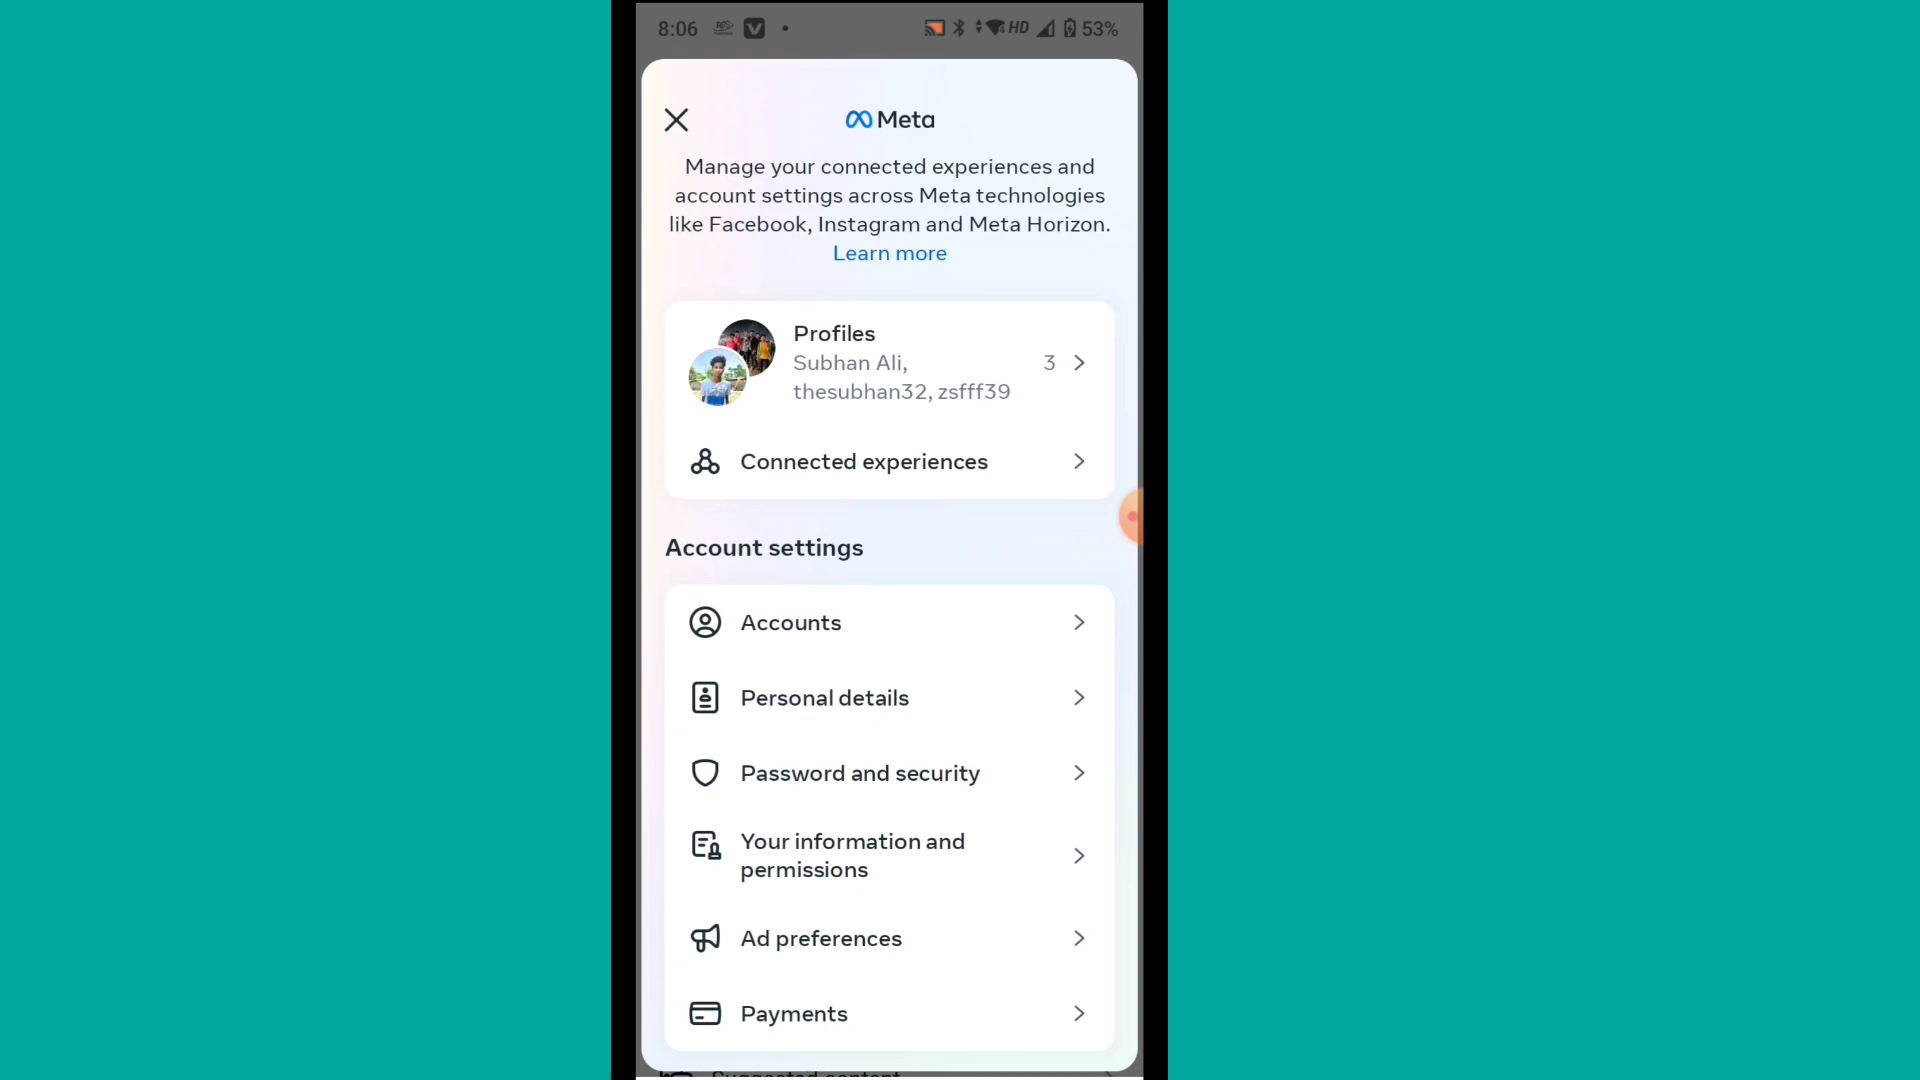 8:06
HD 53%
Meta
Manage your connected experiences and
account settings across Meta technologies
like Facebook, Instagram and Meta Horizon.
Learn more
Profiles
Subhan Ali,
thesubhan32, zsfff39
3
Connected experiences
Account settings
Accounts
Personal details
Password and security
Your information and
permissions
Ad preferences
Payments
Suggested content